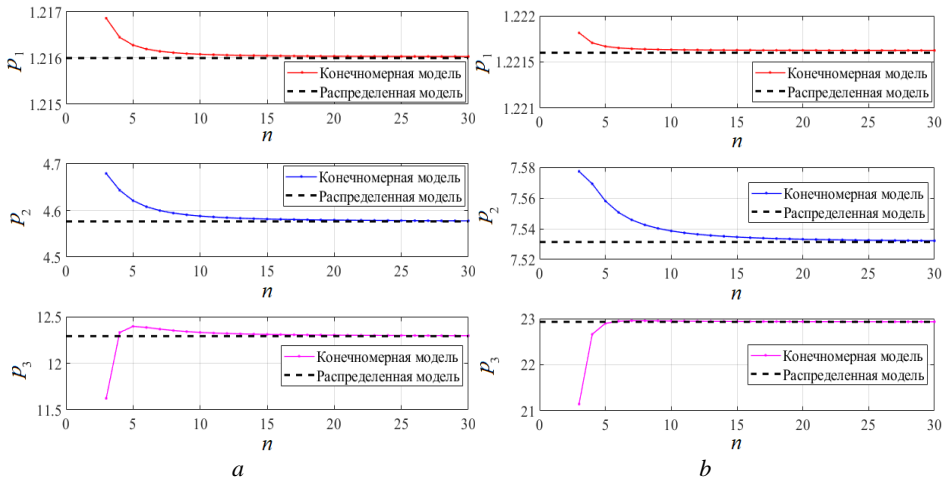 1.217
1.216
1.215
p1
Конечномерная модель
Распределенная модель
0 5 10 15 20 25 30
n
4.7
4.6
4.5
p2
Конечномерная модель
Распределенная модель
0 5 10 15 20 25 30
n
12.5
12
11.5
p3
Конечномерная модель
Распределенная модель
0 5 10 15 20 25 30
n
a
1.222
1.2215
1.221
p1
Конечномерная модель
Распределенная модель
0 5 10 15 20 25 30
n
7.58
7.56
7.54
7.52
p2
Конечномерная модель
Распределенная модель
0 5 10 15 20 25 30
n
23
22
21
p3
Конечномерная модель
Распределенная модель
0 5 10 15 20 25 30
n
b